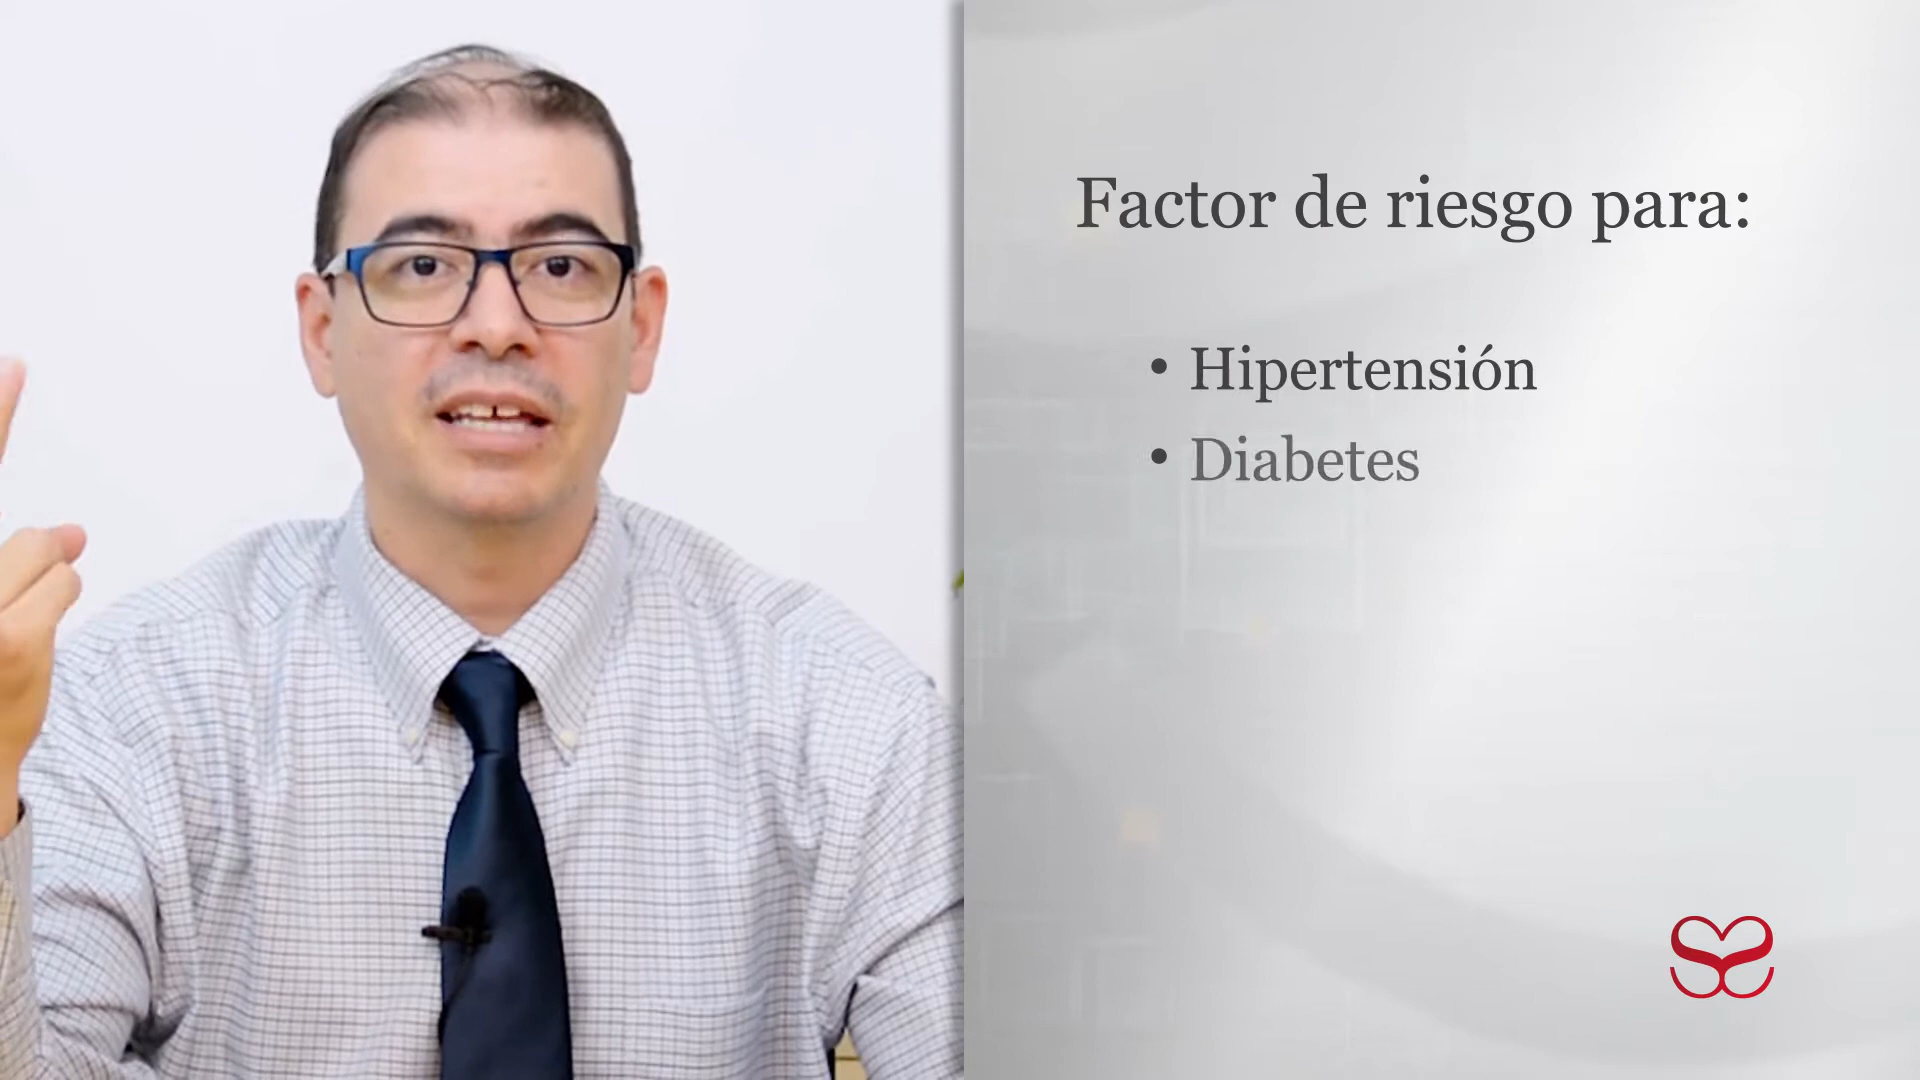 Factor de riesgo para:
• Hipertensión
• Diabetes